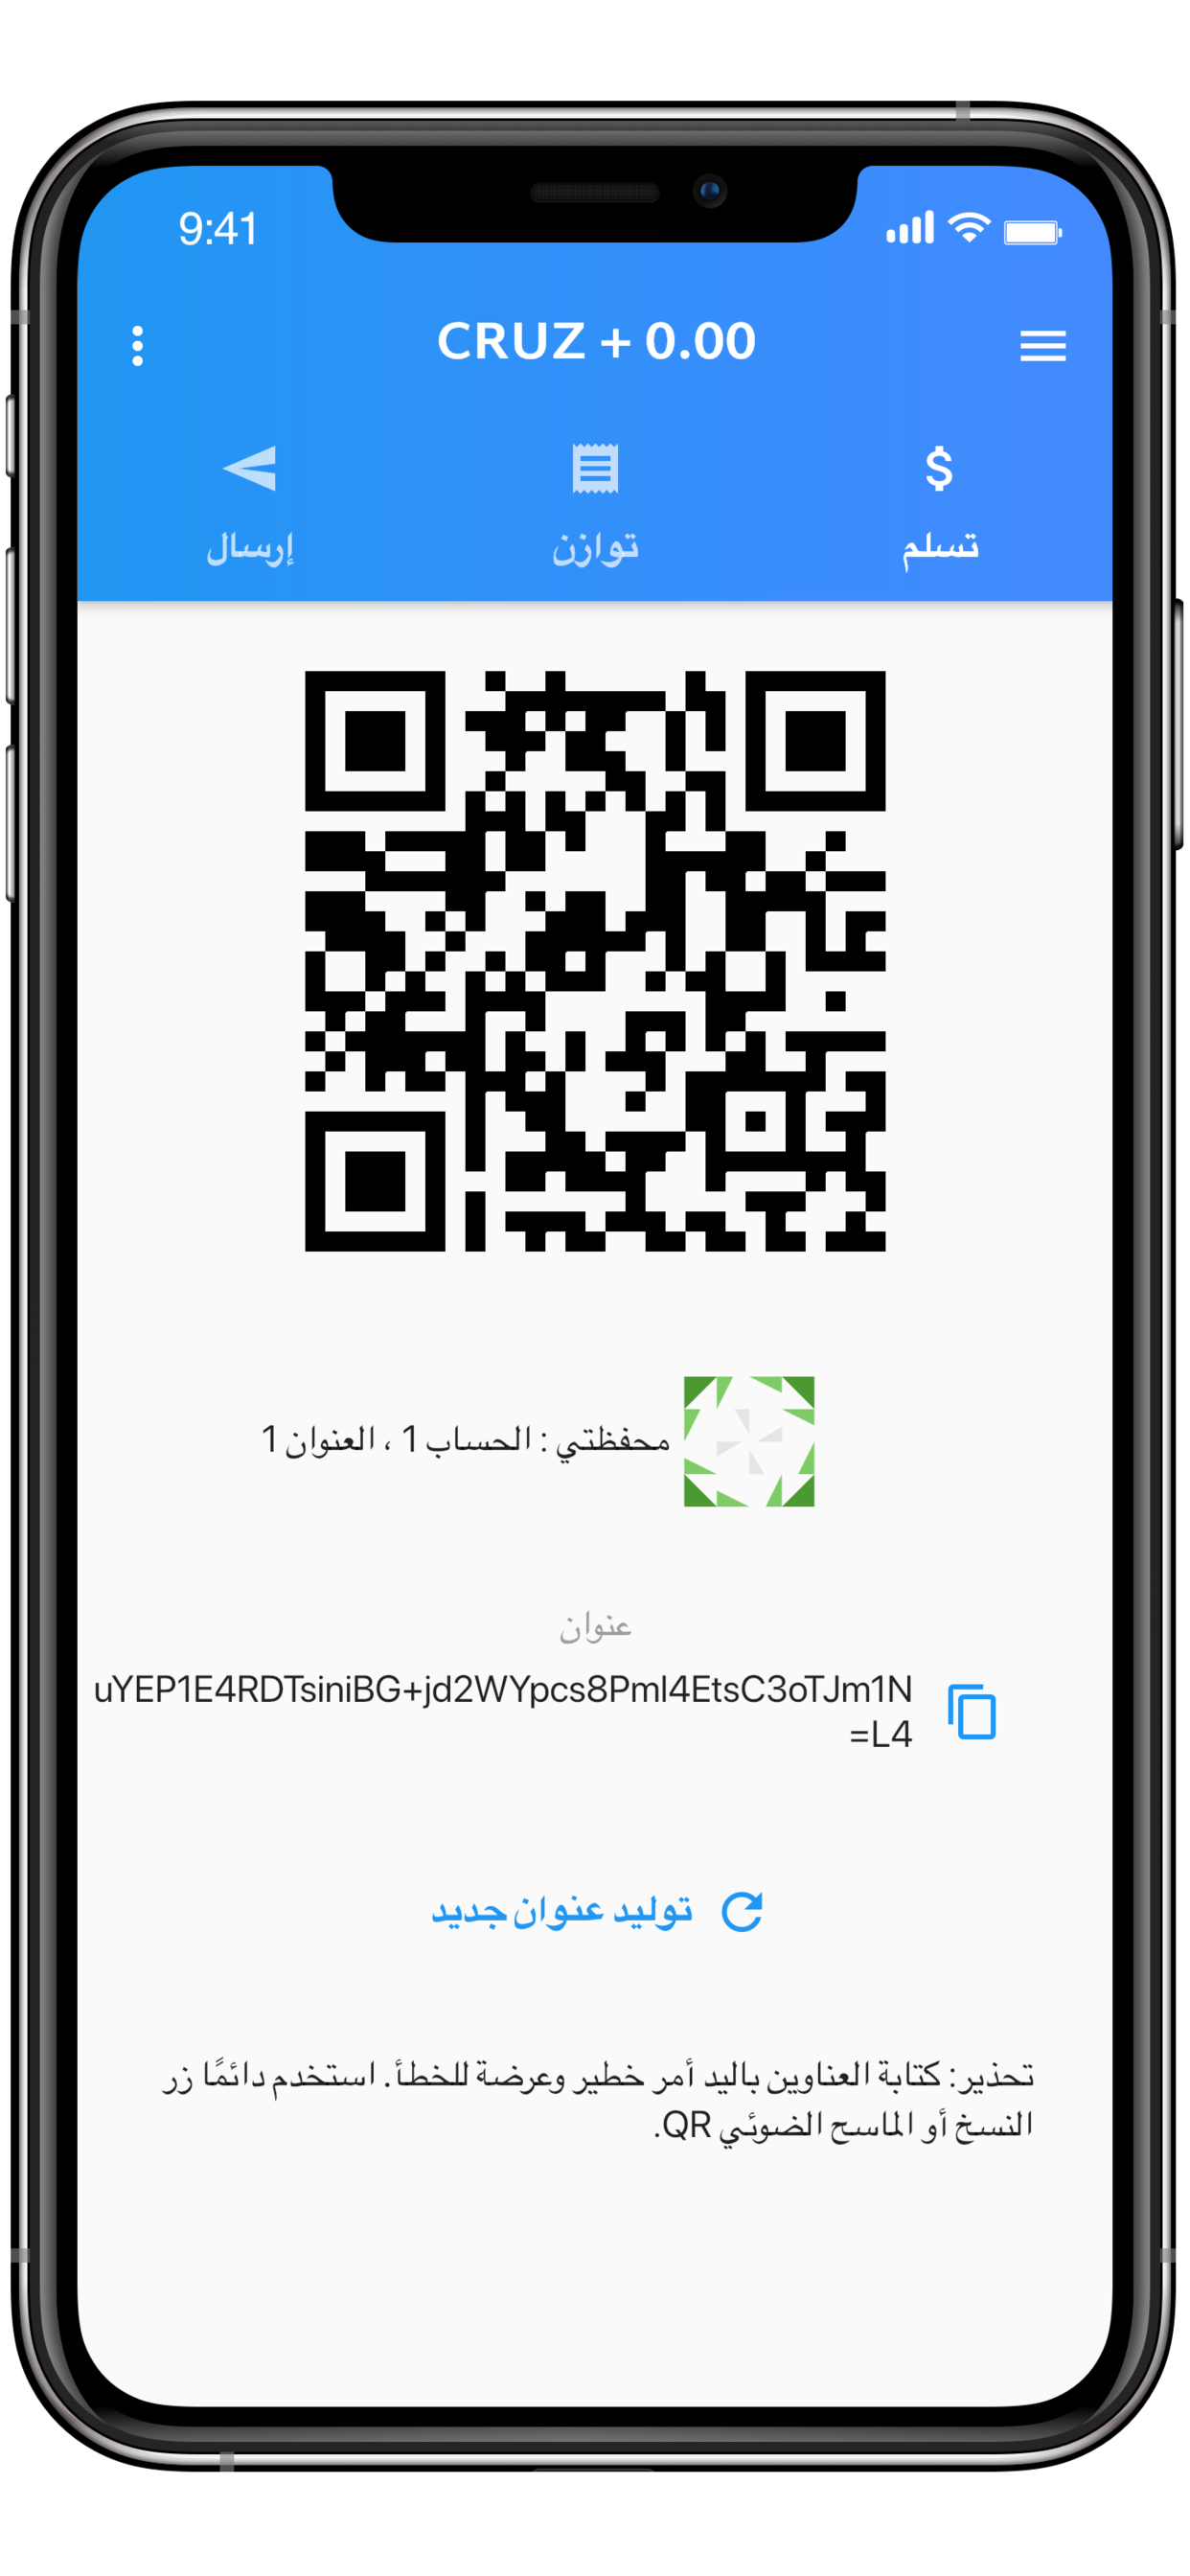 9:41
CRUZ + 0.00
تسلم
توازن
إرسال
محفظتي : الحساب 1 ، العنوان 1
عنوان
uYEP1E4RDTsiniBG+jd2WYpcs8Pml4EtsC3oTJm1N
=L4
توليد عنوان جديد
تحذير: كتابة العناوين باليد أمر خطير وعرضة للخطأ. استخدم دائمًا زر
النسخ أو الماسح الضوئي QR.